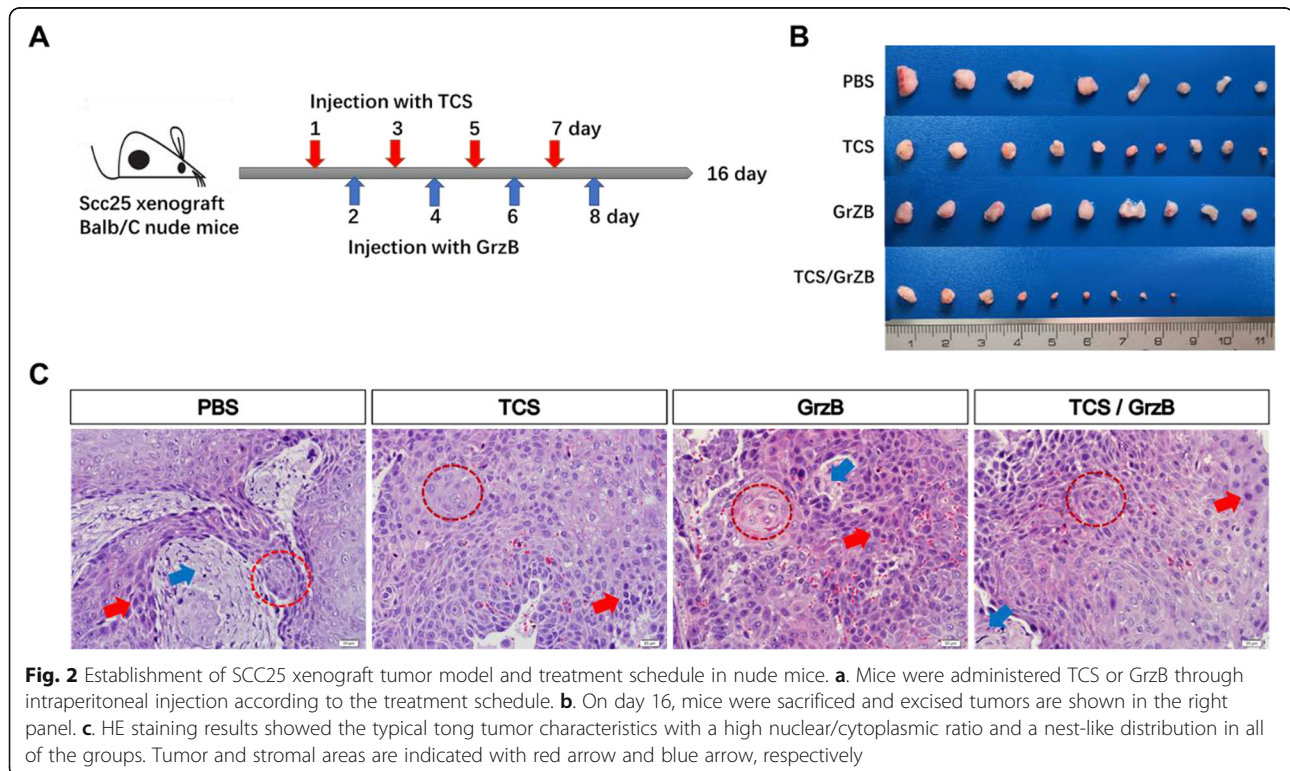 A
Injection with TCS
1 3 5 7 day
16 day
2 4 6 8 day
Injection with GrzB
Scc25 xenograft
Balb/C nude mice
B
PBS
TCS
GrZB
TCS/GrZB
1 2 3 4 5 6 7 8 9 10 11
C
PBS TCS GrzB TCS / GrzB
Fig. 2 Establishment of SCC25 xenograft tumor model and treatment schedule in nude mice. a. Mice were administered TCS or GrzB through
intraperitoneal injection according to the treatment schedule. b. On day 16, mice were sacrificed and excised tumors are shown in the right
panel. c. HE staining results showed the typical tong tumor characteristics with a high nuclear/cytoplasmic ratio and a nest-like distribution in all
of the groups. Tumor and stromal areas are indicated with red arrow and blue arrow, respectively